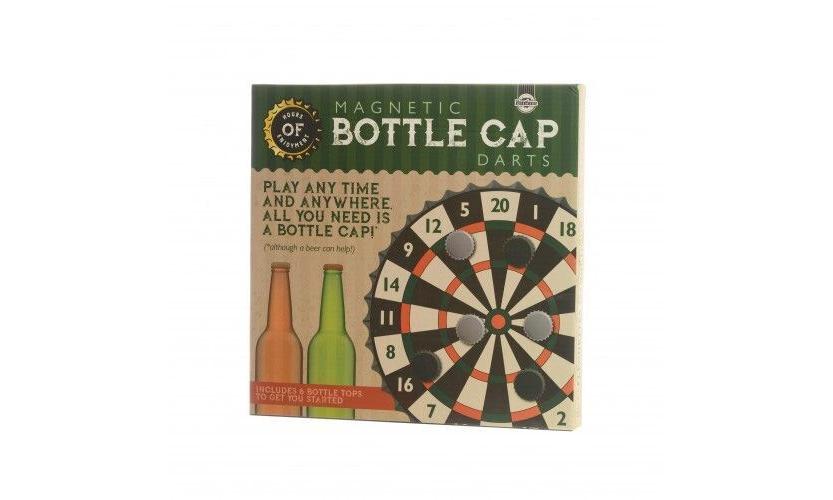 HOURS
OF
ENJOYMENT
MAGNETIC
BOTTLE CAP
DARTS
PLAY ANY TIME
AND ANYWHERE.
ALL YOU NEED IS
A BOTTLE CAP!*
(*although a beer can help!)
5 20 1
12 18
9
14
11
8
16
7 2
INCLUDES 6 BOTTLE TOPS
TO GET YOU STARTED